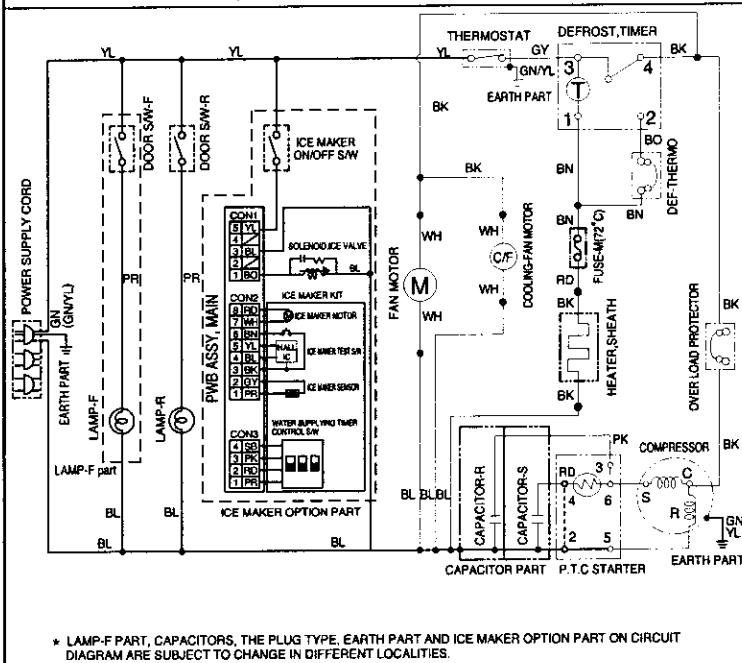 THERMOSTAT
DEFROST,TIMER
YL
YL
YL
GY
BK
GN/YL
3
4
EARTH PART
T
1
2
BK
BO
DOOR S/W-F
DOOR S/W-R
ICE MAKER
ON/OFF S/W
BK
BN
DEF-THERMO
POWER SUPPLY CORD
CON1
5 YL
4
3 BL
2
1 BO
SOLENOID,ICE VALVE
BL
BN
BN
WH
WH
FUSE-M(72°C)
C/F
COOLING-FAN MOTOR
PR
PR
FAN MOTOR
M
RD
GN
(GN/YL)
PWB ASSY, MAIN
ICE MAKER KIT
CON2
8 RD
7 WH
6 BN
5 YL
4 BL
3 BK
2 GY
1 PR
ICE MAKER MOTOR
HALL
IC
ICE MAKER TEST S/W
ICE MAKER SENSOR
WH
WH
BK
BK
HEATER,SHEATH
OVER LOAD PROTECTOR
EARTH PART
BK
LAMP-F
LAMP-R
WATER SUPPLYING TIMER
CONTROL S/W
CON3
4 SB
3 PK
2 RD
1 PR
PK
COMPRESSOR
BK
LAMP-F part
CAPACITOR-R
CAPACITOR-S
RD
3
4
6
S
C
R
BL
BL
BL
BL
BL
ICE MAKER OPTION PART
2
5
GN
YL
BL
BL
CAPACITOR PART
P.T.C STARTER
EARTH PART
* LAMP-F PART, CAPACITORS, THE PLUG TYPE, EARTH PART AND ICE MAKER OPTION PART ON CIRCUIT
DIAGRAM ARE SUBJECT TO CHANGE IN DIFFERENT LOCALITIES.